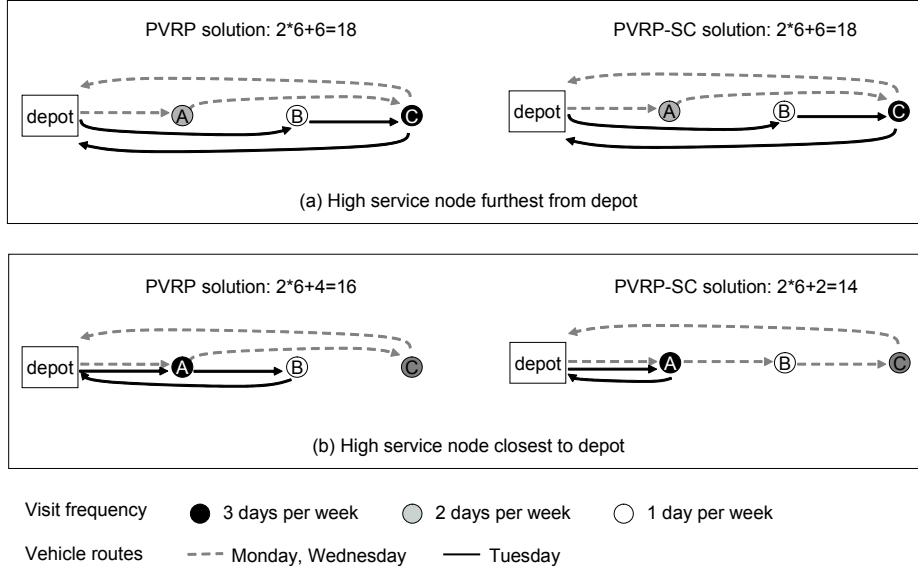 PVRP solution: 2*6+6=18 PVRP-SC solution: 2*6+6=18
depot A B C depot A B C
(a) High service node furthest from depot
PVRP solution: 2*6+4=16 PVRP-SC solution: 2*6+2=14
depot A B C depot A B C
(b) High service node closest to depot
Visit frequency 3 days per week 2 days per week 1 day per week
Vehicle routes Monday, Wednesday Tuesday